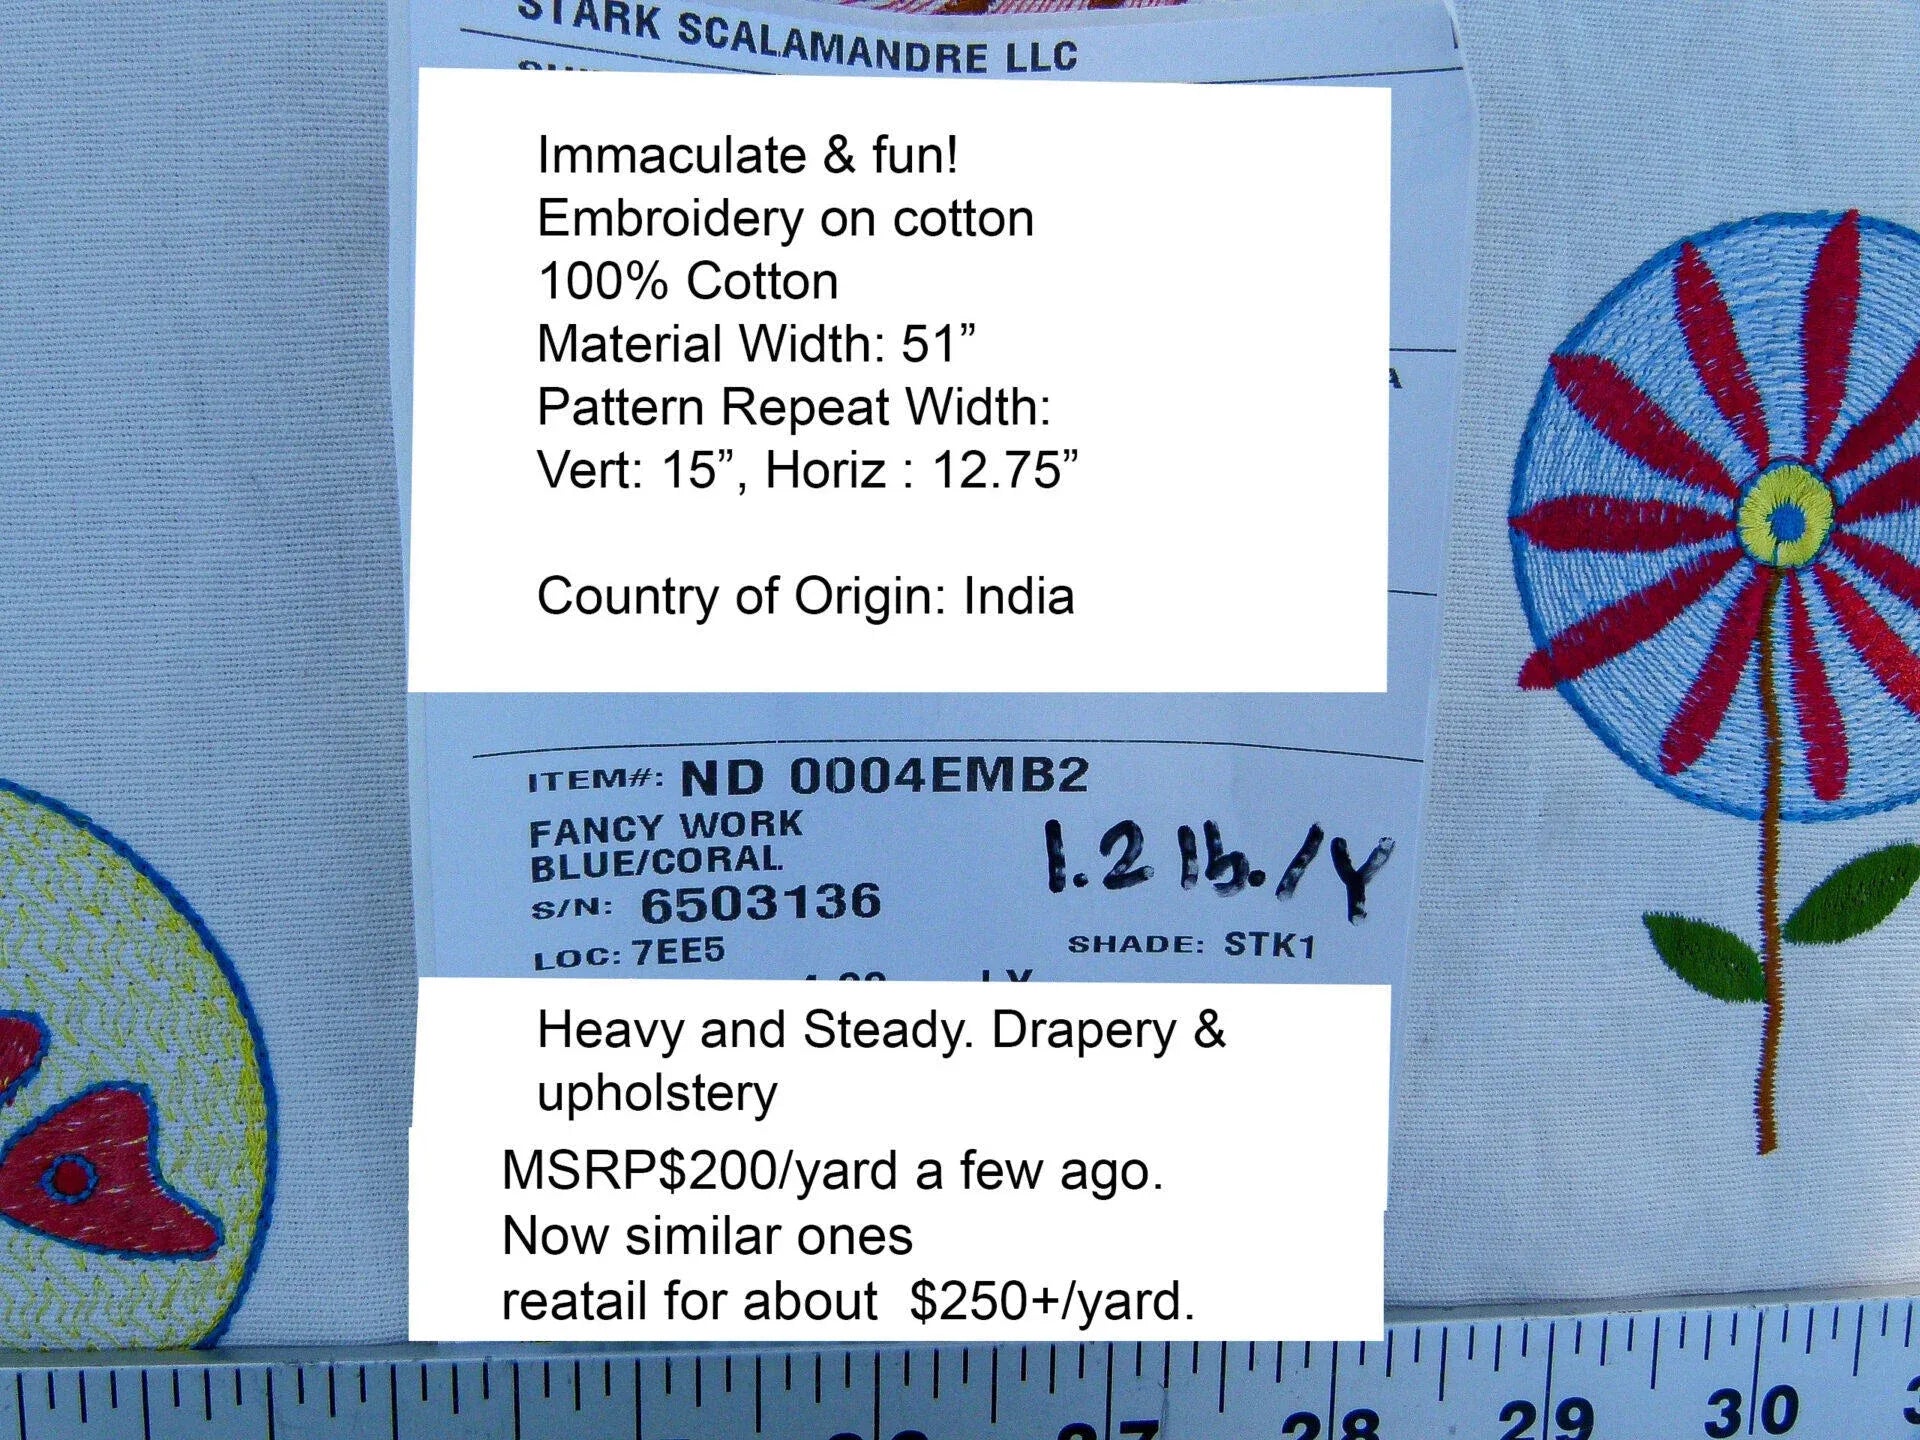 STARK SCALAMANDRE LLC
Immaculate & fun!
Embroidery on cotton
100% Cotton
Material Width: 51”
Pattern Repeat Width:
Vert: 15”, Horiz : 12.75”
Country of Origin: India
ITEM#: ND 0004EMB2
FANCY WORK
BLUE/CORAL
1.2 lb./Y
S/N: 6503136
LOC: 7EE5 SHADE: STK1
Heavy and Steady. Drapery &
upholstery
MSRP$200/yard a few ago.
Now similar ones
reatail for about $250+/yard.
27 28 29 30